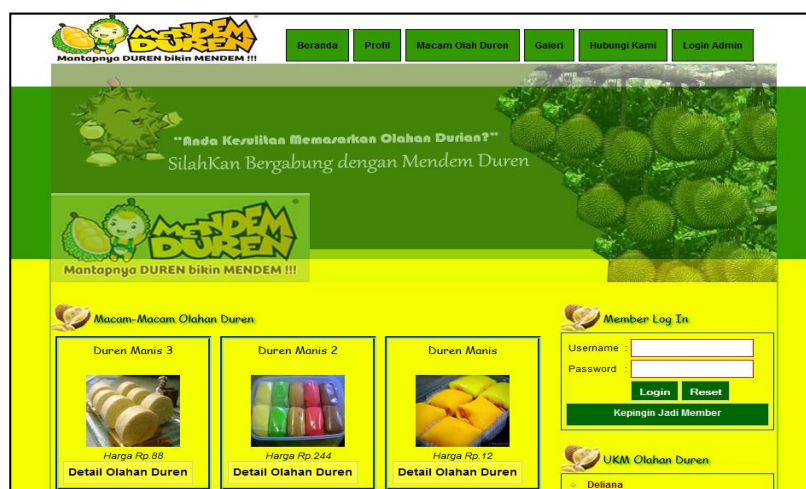 MENDEM
DUREN
Mantapnya DUREN bikin MENDEM !!!
Beranda
Profil
Macam Olah Duren
Galeri
Hubungi Kami
Login Admin
"Anda Kesulitan Memasarkan Olahan Durian?"
SilahKan Bergabung dengan Mendem Duren
MENDEM
DUREN
Mantapnya DUREN bikin MENDEM !!!
Macam-Macam Olahan Duren
Duren Manis 3
Harga Rp.88
Detail Olahan Duren
Duren Manis 2
Harga Rp.244
Detail Olahan Duren
Duren Manis
Harga Rp.12
Detail Olahan Duren
Member Log In
Username :
Password :
Login Reset
Kepingin Jadi Member
UKM Olahan Duren
Deliana